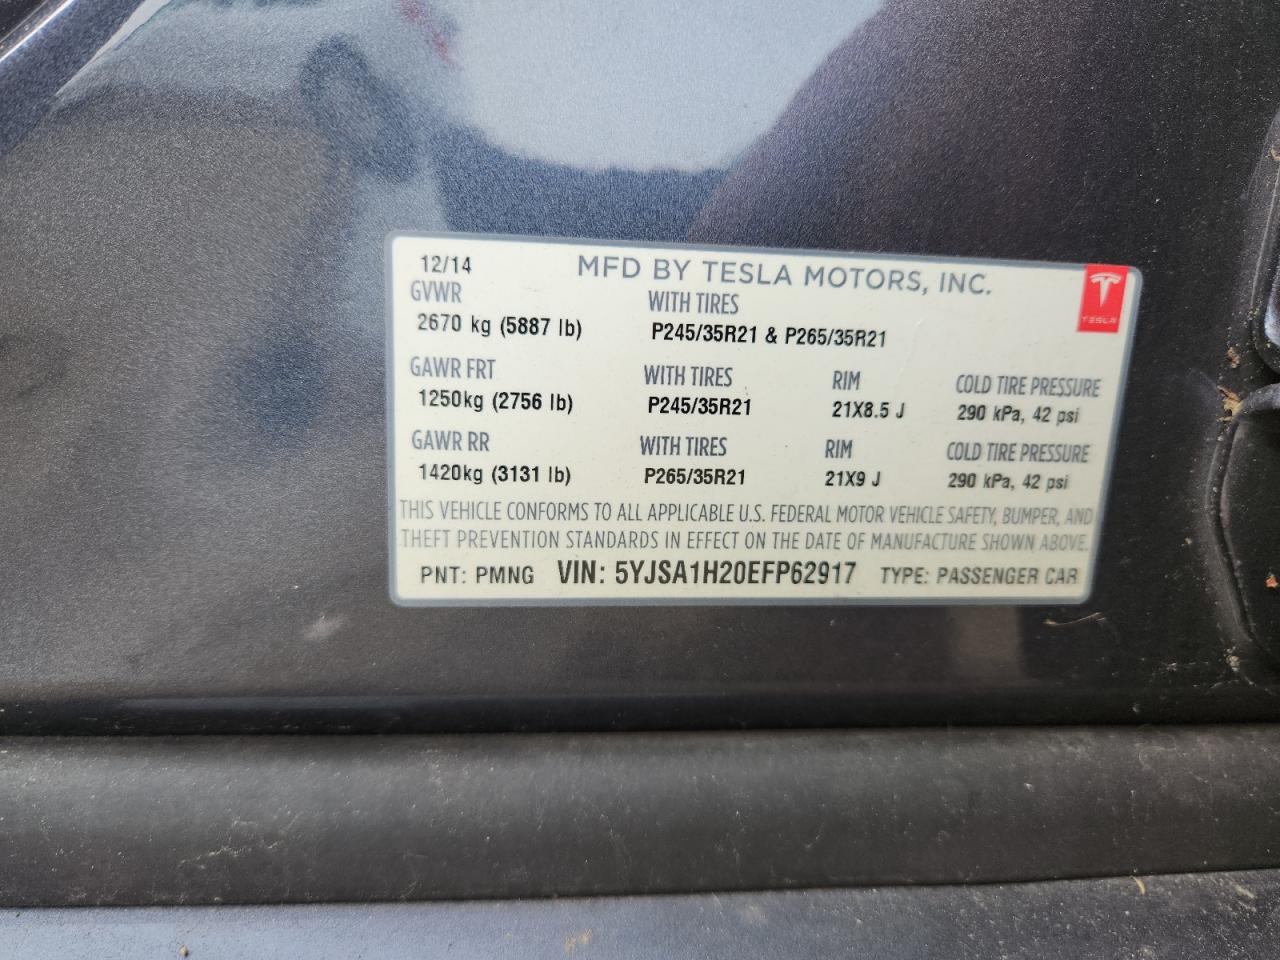 12/14 MFD BY TESLA MOTORS, INC.
TESLA
GVWR WITH TIRES
2670 kg (5887 lb) P245/35R21 & P265/35R21
GAWR FRT WITH TIRES RIM COLD TIRE PRESSURE
1250kg (2756 lb) P245/35R21 21X8.5 J 290 kPa, 42 psi
GAWR RR WITH TIRES RIM COLD TIRE PRESSURE
1420kg (3131 lb) P265/35R21 21X9 J 290 kPa, 42 psi
THIS VEHICLE CONFORMS TO ALL APPLICABLE U.S. FEDERAL MOTOR VEHICLE SAFETY, BUMPER, AND
THEFT PREVENTION STANDARDS IN EFFECT ON THE DATE OF MANUFACTURE SHOWN ABOVE.
PNT: PMNG VIN: 5YJSA1H20EFP62917 TYPE: PASSENGER CAR